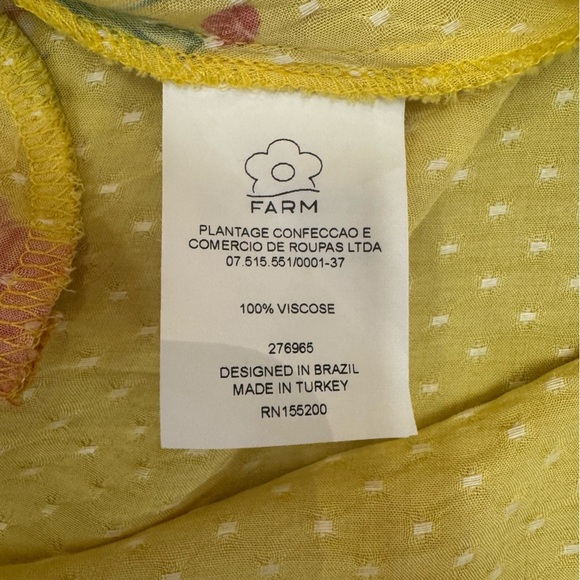 FARM
PLANTAGE CONFECCAO E
COMERCIO DE ROUPAS LTDA
07.515.551/0001-37
100% VISCOSE
276965
DESIGNED IN BRAZIL
MADE IN TURKEY
RN155200